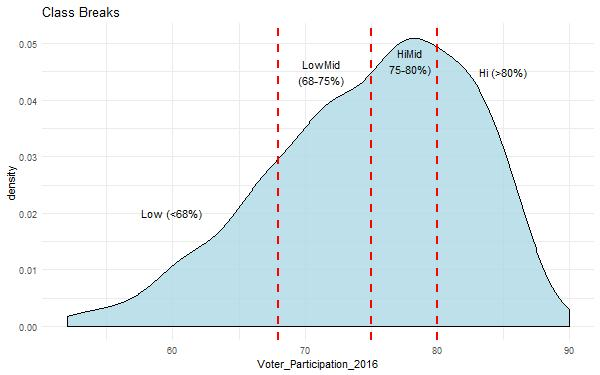 Class Breaks
0.05
0.04
0.03
0.02
0.01
0.00
density
LowMid
(68-75%)
HiMid
75-80%)
Hi (>80%)
Low (<68%)
60
70
80
90
Voter_Participation_2016